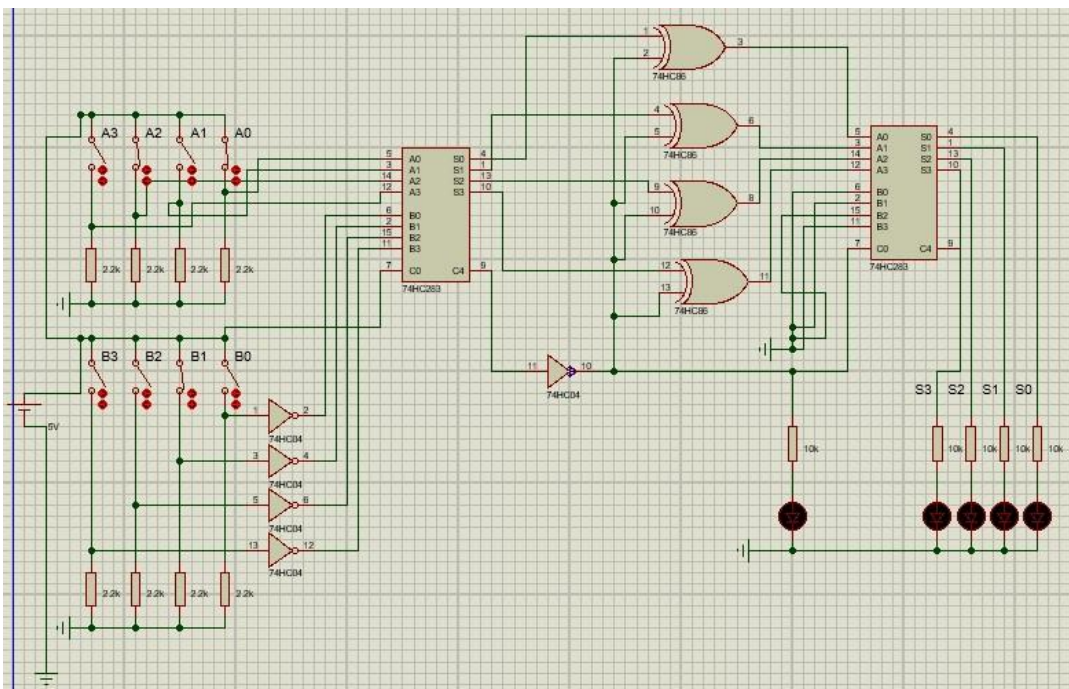 1
2
3
74HC86
4
5
6
74HC86
9
10
8
74HC86
12
13
11
74HC86
A3 A2 A1 A0
2.2k 2.2k 2.2k 2.2k
5 A0 S0 4
3 A1 S1 1
14 A2 S2 13
12 A3 S3 10
6 B0
2 B1
15 B2
11 B3
7 C0 C4 9
74HC283
5 A0 S0 4
3 A1 S1 1
14 A2 S2 13
12 A3 S3 10
6 B0
2 B1
15 B2
11 B3
7 C0 C4 9
74HC283
B3 B2 B1 B0
5V
1 2
74HC04
3 4
74HC04
5 6
74HC04
13 12
74HC04
2.2k 2.2k 2.2k 2.2k
11 10
74HC04
S3 S2 S1 S0
10k 10k 10k 10k 10k